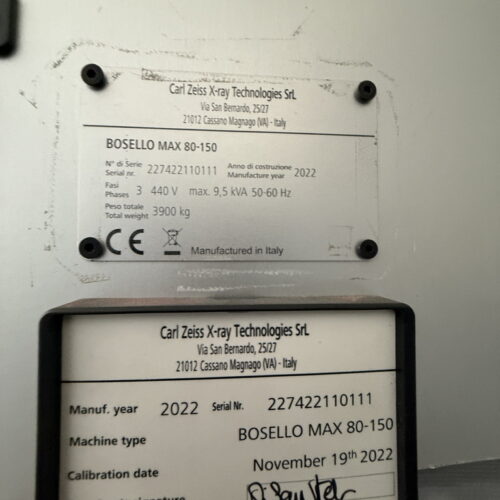 Carl Zeiss X-ray Technologies Srl
Via San Bernardo, 25/27
21012 Cassano Magnago (VA) - Italy
BOSELLO MAX 80-150
N° di Serie 227422110111 Anno di costruzione 2022
Serial nr. Manufacture year
Fasi 3 440 V max. 9,5 kVA 50-60 Hz
Phases
Peso totale 3900 kg
Total weight
CE Manufactured in Italy
Carl Zeiss X-ray Technologies Srl
Via San Bernardo, 25/27
21012 Cassano Magnago (VA) - Italy
Manuf. year 2022 Serial Nr. 227422110111
Machine type BOSELLO MAX 80-150
Calibration date November 19th 2022